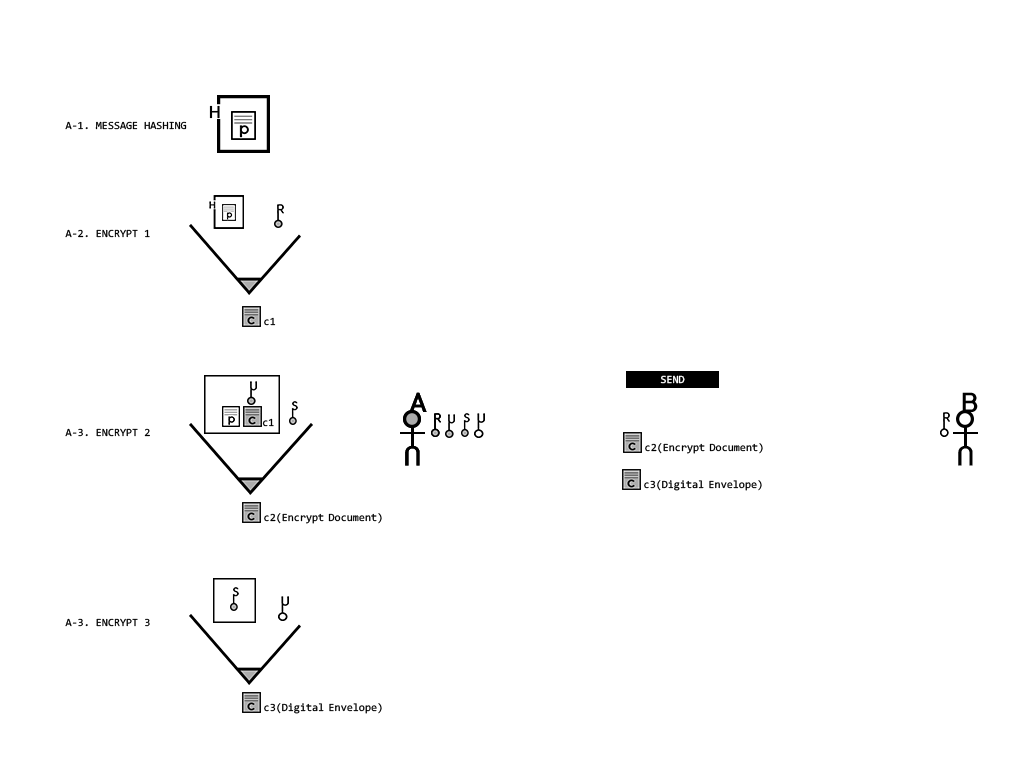 H
A-1. MESSAGE HASHING
p
H
R
p
A-2. ENCRYPT 1
C c1
SEND
μ
S
p C c1
A
B
R μ S μ
R
A-3. ENCRYPT 2
C c2(Encrypt Document)
C c3(Digital Envelope)
C c2(Encrypt Document)
S
μ
A-3. ENCRYPT 3
C c3(Digital Envelope)